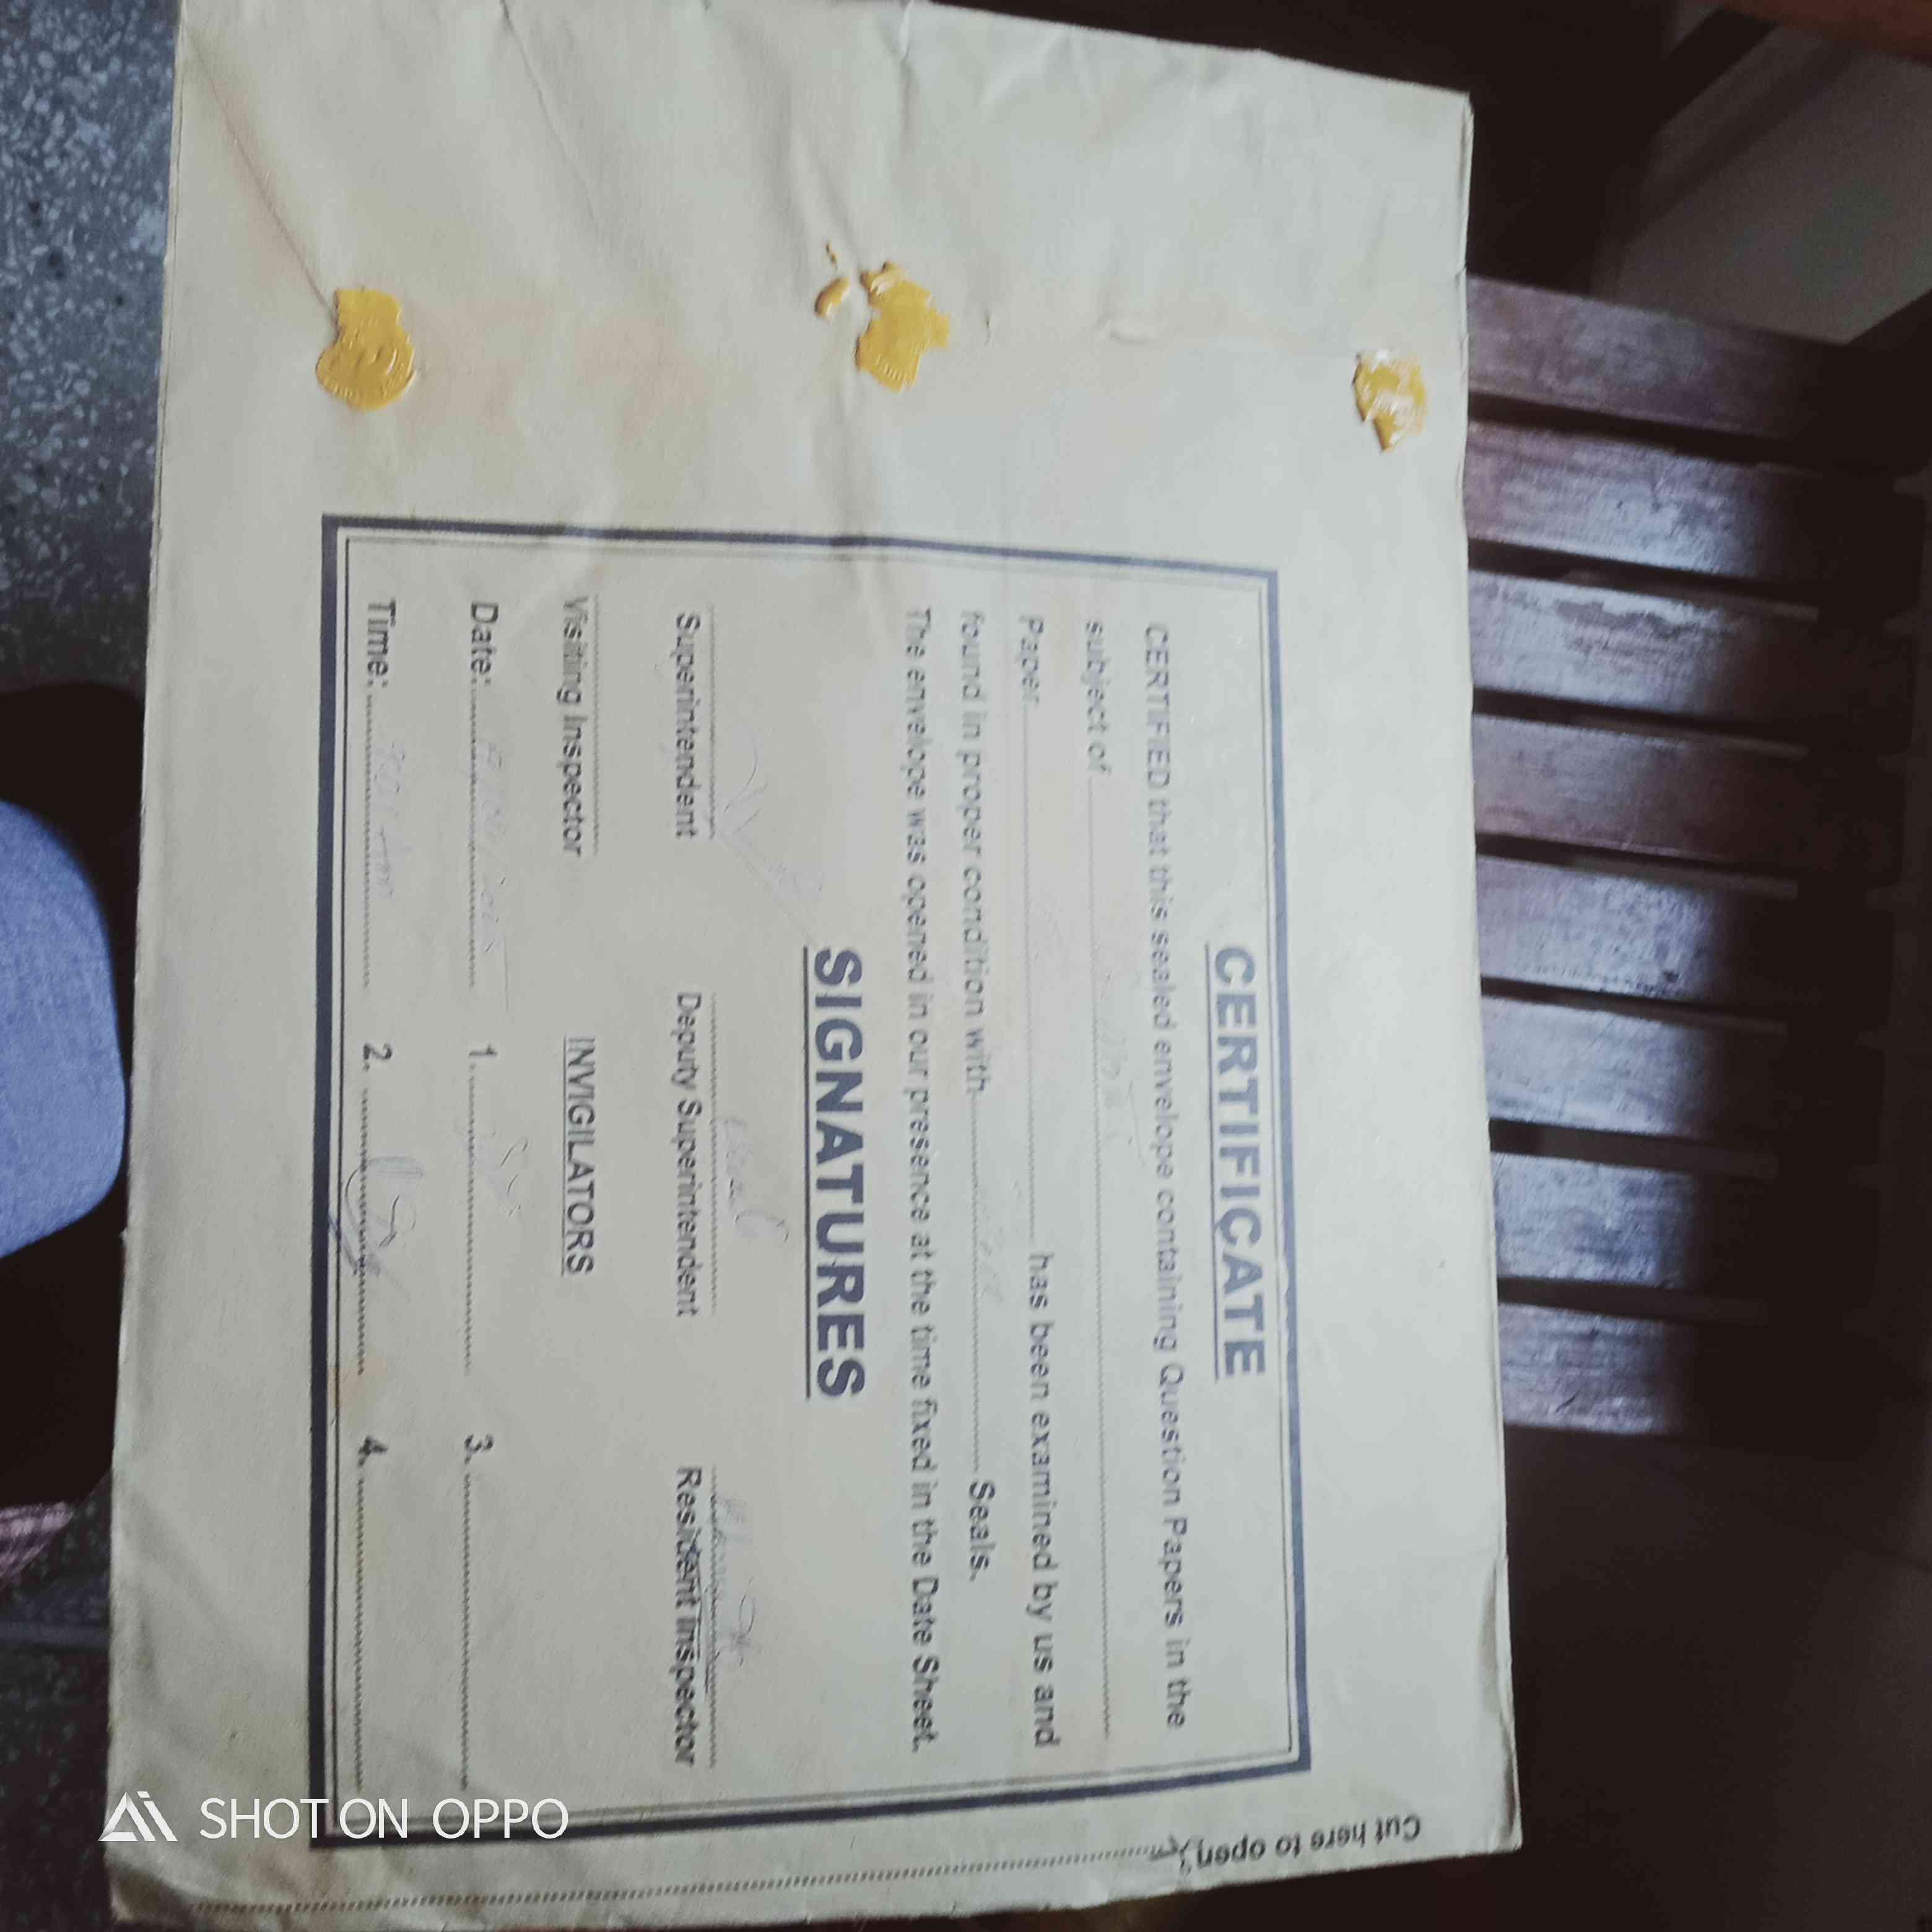 CERTIFICATE
CERTIFIED that this sealed envelope containing Question Papers in the
subject of
Paper has been examined by us and
found in proper condition with Seals.
The envelope was opened in our presence at the time fixed in the Date Sheet.
SIGNATURES
Superintendent Deputy Superintendent Resident Inspector
Visiting Inspector INVIGILATORS
Date: 1. 3.
Time: 2. 4.
Cut here to open
SHOT ON OPPO